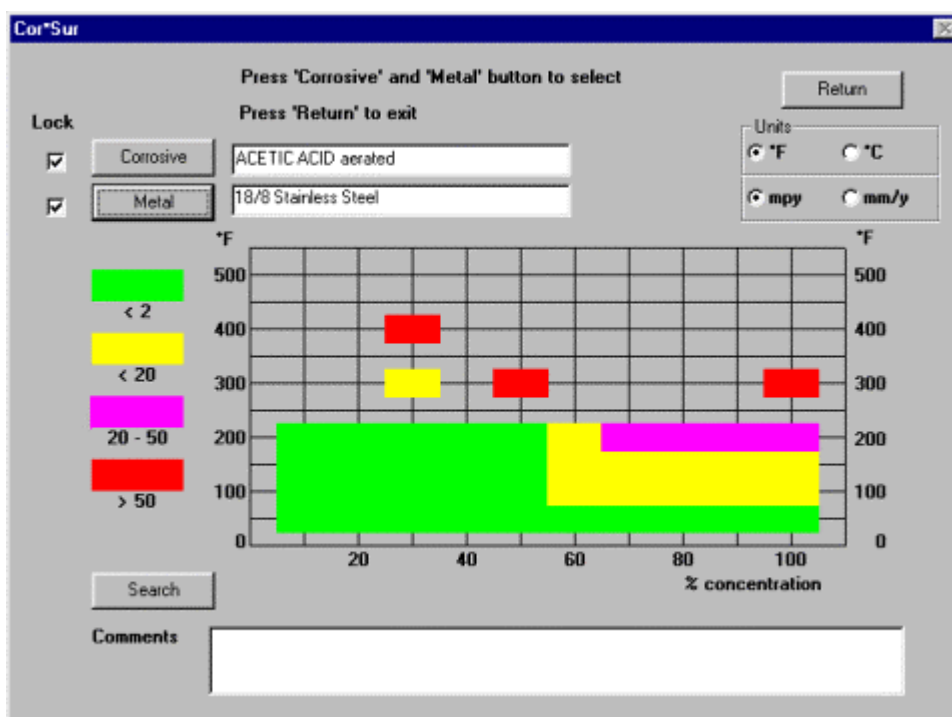 Cor*Sur
Press 'Corrosive' and 'Metal' button to select
Return
Press 'Return' to exit
Lock
Units
Corrosive
ACETIC ACID aerated
°F
°C
Metal
18/8 Stainless Steel
mpy
mm/y
°F
°F
500
500
< 2
400
400
< 20
300
300
20 - 50
200
200
> 50
100
100
0
0
20
40
60
80
100
% concentration
Search
Comments